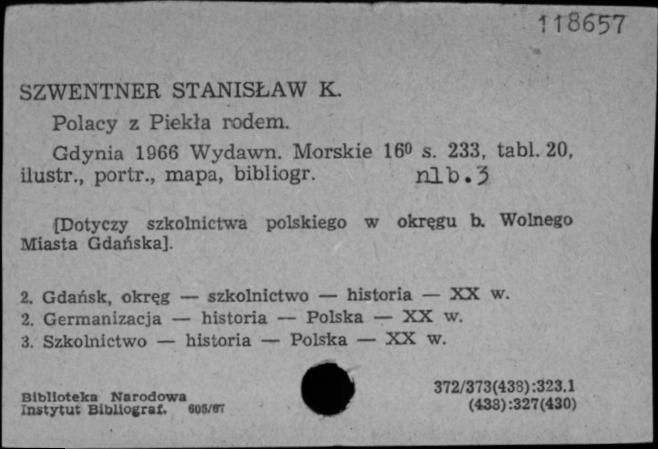 118657
SZWENTNER STANISŁAW K.
Polacy z Piekła rodem.
Gdynia 1966 Wydawn. Morskie 16⁰ s. 233, tabl. 20,
ilustr., portr., mapa, bibliogr. nlb.3
[Dotyczy szkolnictwa polskiego w okręgu b. Wolnego
Miasta Gdańska].
2. Gdańsk, okręg — szkolnictwo — historia — XX w.
2. Germanizacja — historia — Polska — XX w.
3. Szkolnictwo — historia — Polska — XX w.
Biblioteka Narodowa
Instytut Bibliograf. 605/67
372/373(438):323.1
(438):327(430)